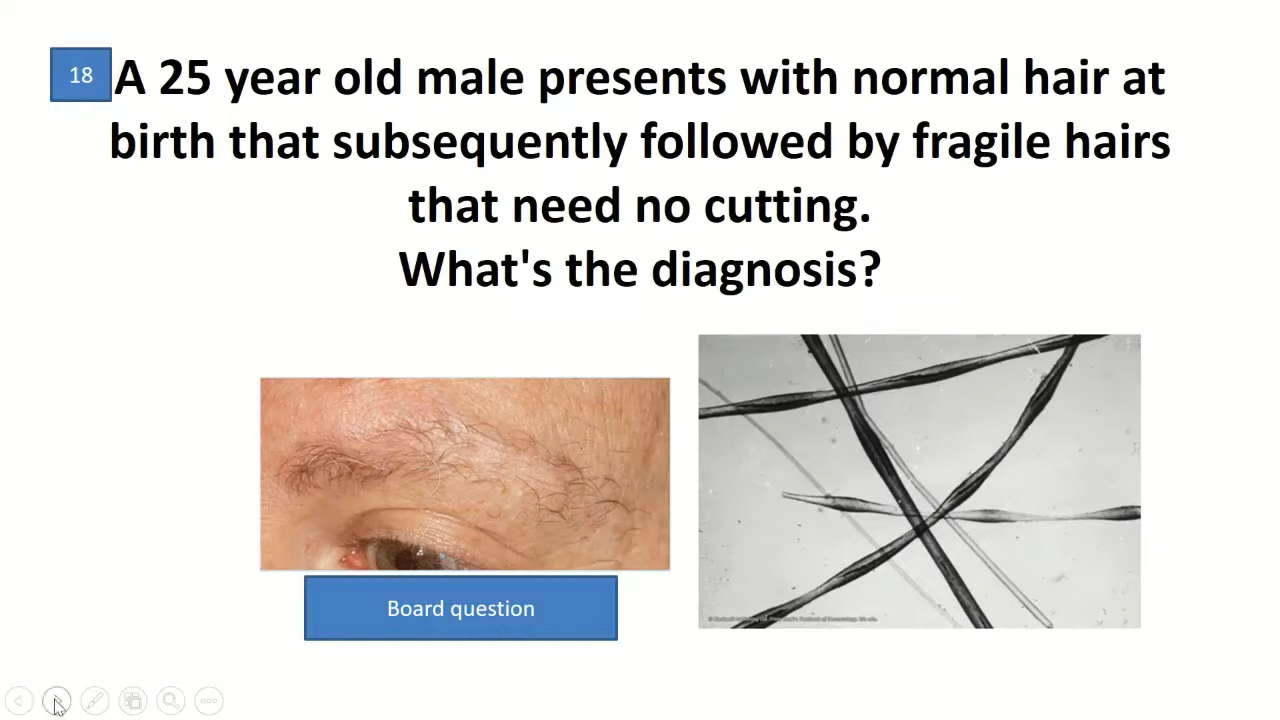 18
A 25 year old male presents with normal hair at
birth that subsequently followed by fragile hairs
that need no cutting.
What's the diagnosis?
Board question